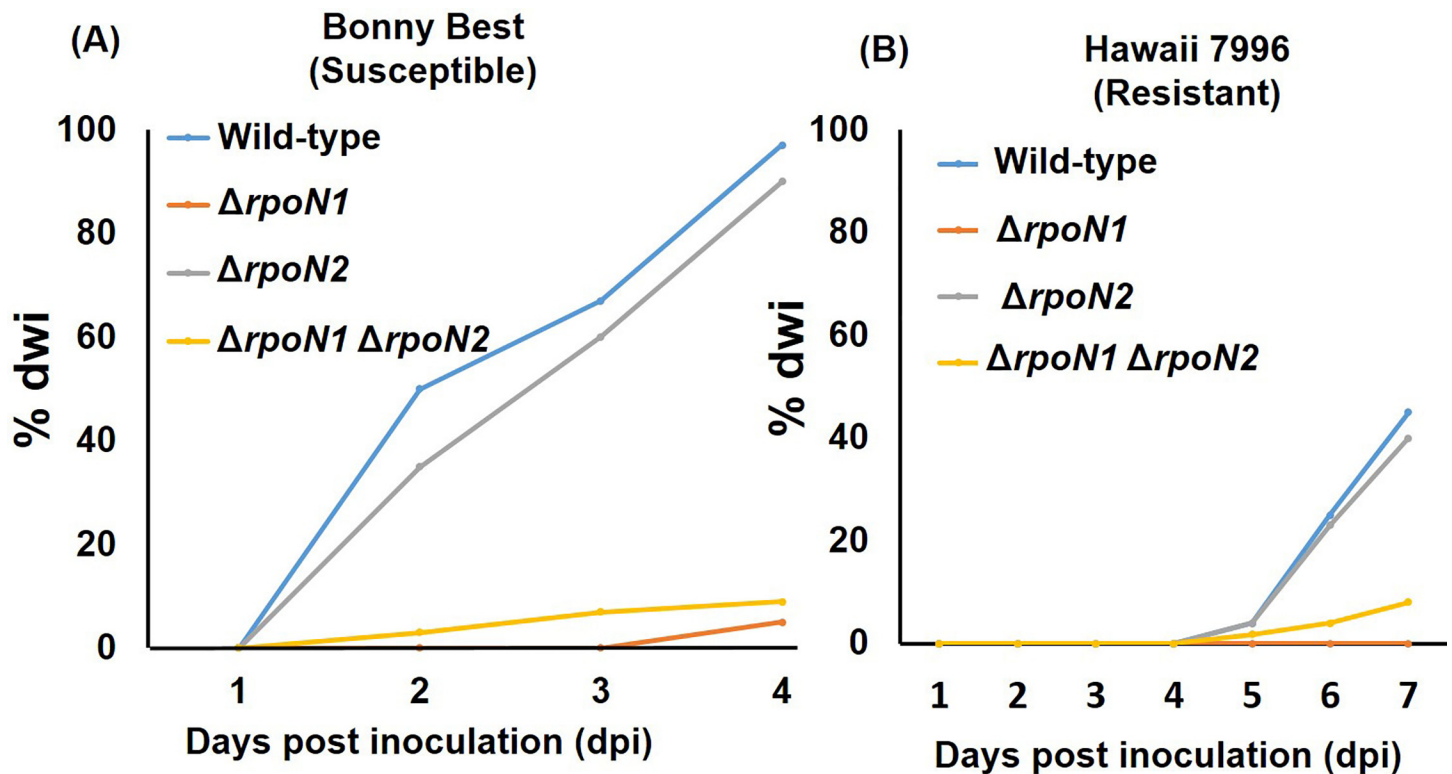 (A)
Bonny Best
(Susceptible)
100
80
60
40
20
0
% dwi
Wild-type
ΔrpoN1
ΔrpoN2
ΔrpoN1 ΔrpoN2
1 2 3 4
Days post inoculation (dpi)
(B)
Hawaii 7996
(Resistant)
100
80
60
40
20
0
% dwi
Wild-type
ΔrpoN1
ΔrpoN2
ΔrpoN1 ΔrpoN2
1 2 3 4 5 6 7
Days post inoculation (dpi)